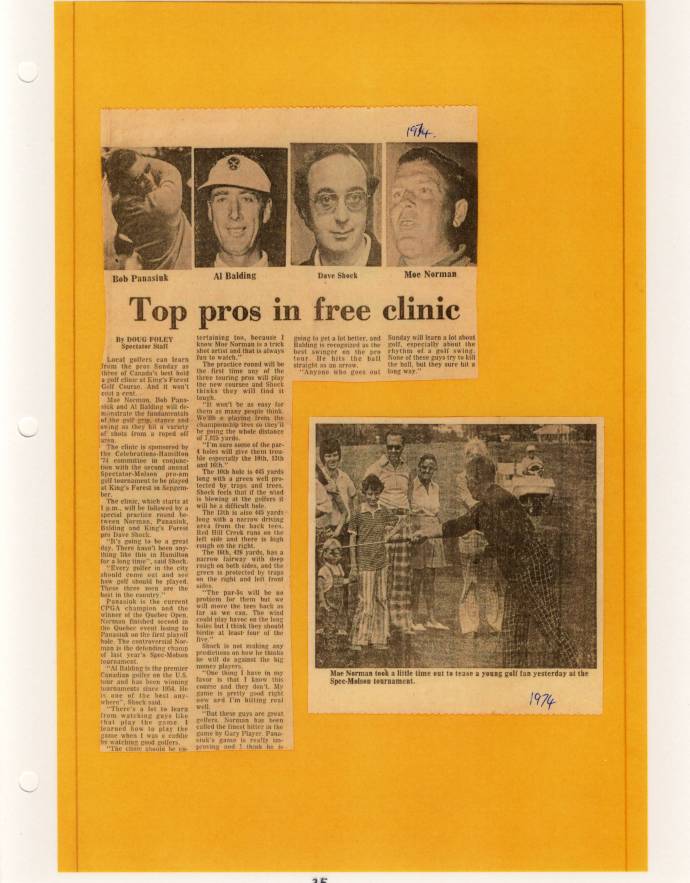 1974.
Bob Panasiuk
Al Balding
Dave Shock
Moe Norman
Top pros in free clinic
By DOUG FOLEY
Spectator Staff
Local golfers can learn
from the pros Sunday as
three of Canada's best hold
a golf clinic at King's Forest
Golf Course. And it won't
cost a cent.
Moe Norman, Bob Pana-
siuk and Al Balding will de-
monstrate the fundamentals
of the golf grip, stance and
swing as they hit a variety
of shots from a roped off
area.
The clinic is sponsored by
the Celebrations-Hamilton
'74 committee in conjunc-
tion with the second annual
Spectator-Molson pro-am
golf tournament to be played
at King's Forest in Septem-
ber.
The clinic, which starts at
1 p.m., will be followed by a
special practice round be-
tween Norman, Panasiuk,
Balding and King's Forest
pro Dave Shock.
"It's going to be a great
day. There hasn't been any-
thing like this in Hamilton
for a long time", said Shock.
"Every golfer in the city
should come out and see
how golf should be played.
These three men are the
best in the country."
Panasiuk is the current
CPGA champion and the
winner of the Quebec Open.
Norman finished second in
the Quebec event losing to
Panasiuk on the first playoff
hole. The controversial Nor-
man is the defending champ
of last year's Spec-Molson
tournament.
"Al Balding is the premier
Canadian golfer on the U.S.
tour and has been winning
tournaments since 1954. He
is one of the best any-
where", Shock said.
"There's a lot to learn
from watching guys like
that play the game. I
learned how to play the
game when I was a caddie
by watching good golfers.
"The clinic should be en-
tertaining too, because I
know Moe Norman is a trick
shot artist and that is always
fun to watch."
The practice round will be
the first time any of the
three touring pros will play
the new course and Shock
thinks they will find it
tough.
"It won't be as easy for
them as many people think.
We'll be playing from the
championship tees so they'll
be going the whole distance
of 7,025 yards.
"I'm sure some of the par-
4 holes will give them trou-
ble especially the 10th, 13th
and 16th."
The 10th hole is 445 yards
long with a green well pro-
tected by traps and trees.
Shock feels that if the wind
is blowing at the golfers it
will be a difficult hole.
The 13th is also 445 yards
long with a narrow driving
area from the back tees.
Red Hill Creek runs on the
left side and there is high
rough on the right.
The 16th, 428 yards, has a
narrow fairway with deep
rough on both sides, and the
green is protected by traps
on the right and left front
sides.
"The par-5s will be no
problem for them but we
will move the tees back as
far as we can. The wind
could play havoc on the long
holes but I think they should
birdie at least four of the
five."
Shock is not making any
predictions on how he thinks
he will do against the big
money players.
"One thing I have in my
favor is that I know this
course and they don't. My
game is pretty good right
now and I'm hitting real
well.
"But these guys are great
golfers. Norman has been
called the finest hitter in the
game by Gary Player. Pana-
siuk's game is really im-
proving and I think he is
going to get a lot better, and
Balding is recognized as the
best swinger on the pro
tour. He hits the ball
straight as an arrow.
"Anyone who goes out
Sunday will learn a lot about
golf, especially about the
rhythm of a golf swing.
None of these guys try to kill
the ball, but they sure hit a
long way."
Moe Norman took a little time out to tease a young golf fan yesterday at the
Spec-Molson tournament.
1974